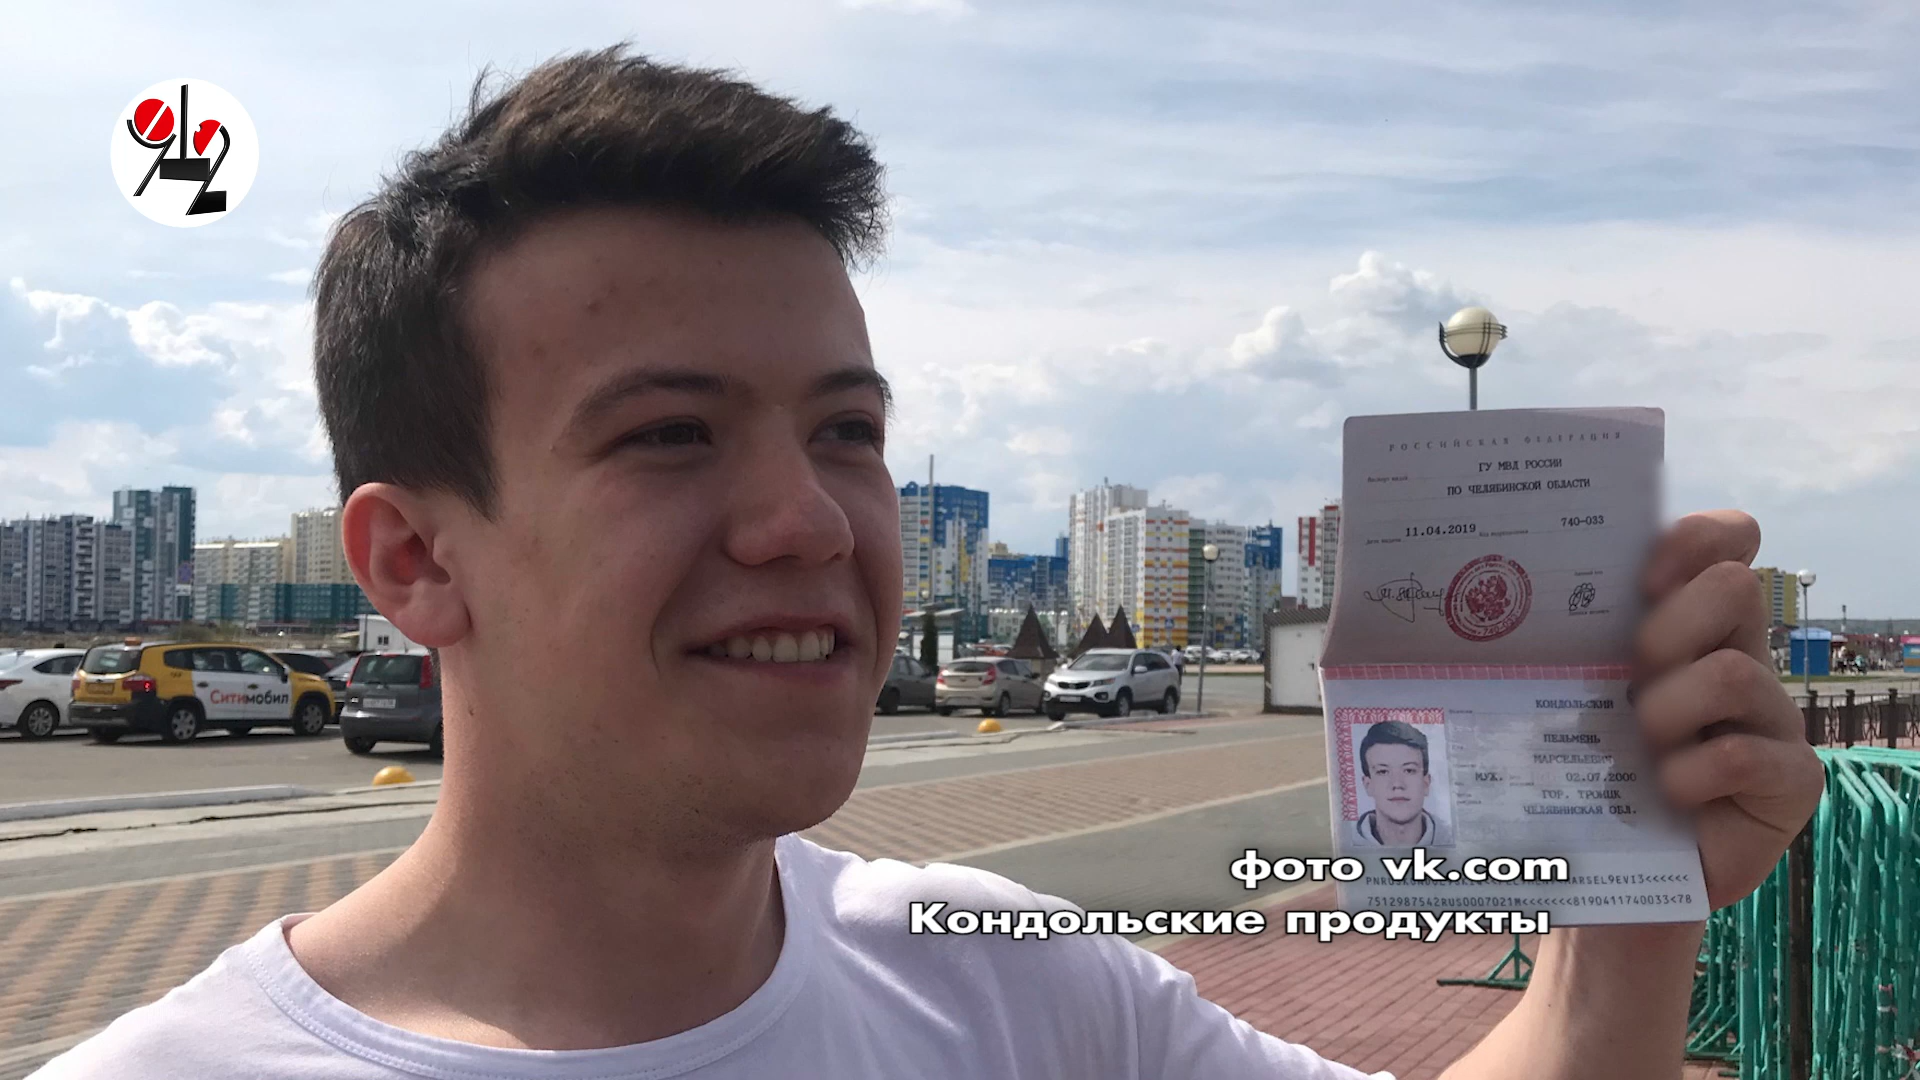 РОССИЙСКАЯ ФЕДЕРАЦИЯ
ГУ МВД РОССИИ
ПО ЧЕЛЯБИНСКОЙ ОБЛАСТИ
11.04.2019
740-033
КОНДОЛЬСКИЙ
ПЕЛЬМЕНЬ
МАРСЕЛЬЕВИЧ
МУЖ. 02.07.2000
ГОР. ТРОИЦК
ЧЕЛЯБИНСКАЯ ОБЛ.
Ситимобил
фото vk.com
Кондольские продукты